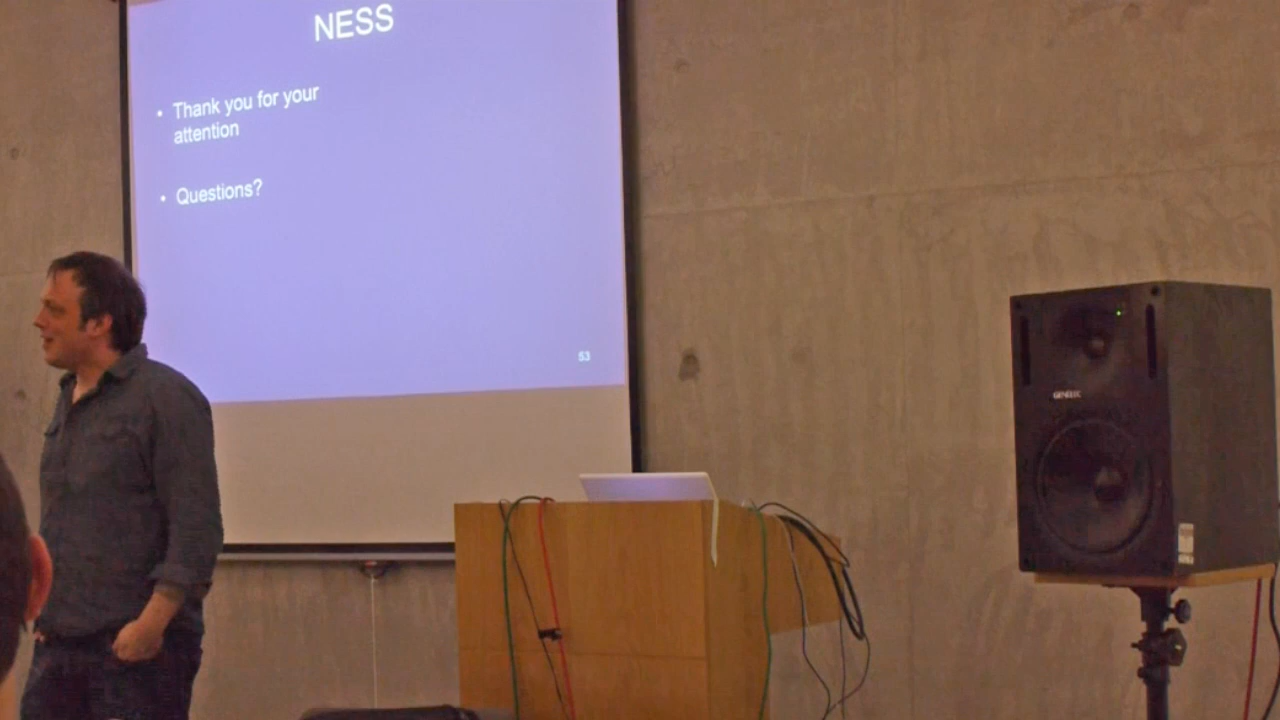 NESS
• Thank you for your
attention
• Questions?
53
GENELEC